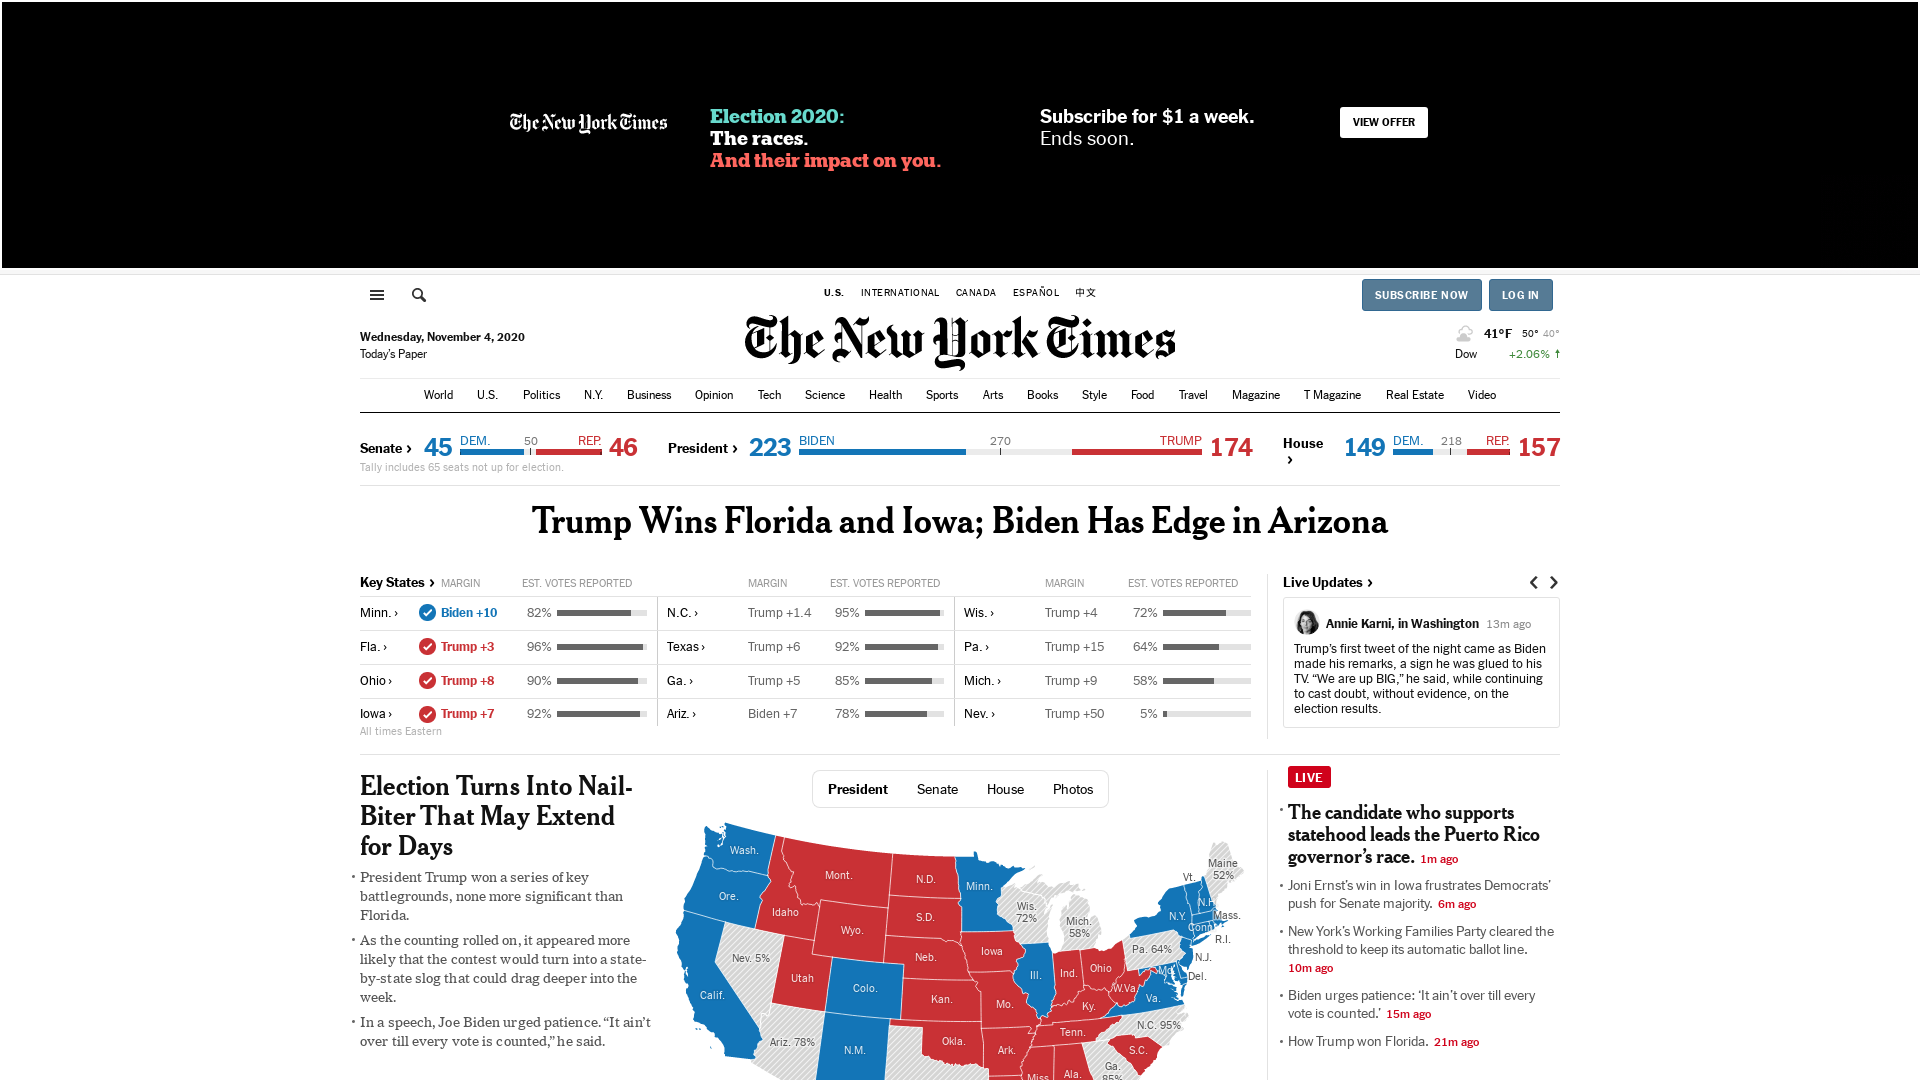 The New York Times
Election 2020:
The races.
And their impact on you.
Subscribe for $1 a week.
Ends soon.
VIEW OFFER
U.S. INTERNATIONAL CANADA ESPAÑOL 中文
SUBSCRIBE NOW LOG IN
Wednesday, November 4, 2020
Today's Paper
The New York Times
41°F 50° 40°
Dow +2.06% ↑
World U.S. Politics N.Y. Business Opinion Tech Science Health Sports Arts Books Style Food Travel Magazine T Magazine Real Estate Video
Senate › 45 DEM. 50 REP. 46
Tally includes 65 seats not up for election.
President › 223 BIDEN 270 TRUMP 174
House › 149 DEM. 218 REP. 157
Trump Wins Florida and Iowa; Biden Has Edge in Arizona
Key States › MARGIN EST. VOTES REPORTED MARGIN EST. VOTES REPORTED MARGIN EST. VOTES REPORTED
Minn. › Biden +10 82% N.C. › Trump +1.4 95% Wis. › Trump +4 72%
Fla. › Trump +3 96% Texas › Trump +6 92% Pa. › Trump +15 64%
Ohio › Trump +8 90% Ga. › Trump +5 85% Mich. › Trump +9 58%
Iowa › Trump +7 92% Ariz. › Biden +7 78% Nev. › Trump +50 5%
All times Eastern
Live Updates ›
Annie Karni, in Washington 13m ago
Trump's first tweet of the night came as Biden
made his remarks, a sign he was glued to his
TV. “We are up BIG,” he said, while continuing
to cast doubt, without evidence, on the
election results.
Election Turns Into Nail-
Biter That May Extend
for Days
• President Trump won a series of key
battlegrounds, none more significant than
Florida.
• As the counting rolled on, it appeared more
likely that the contest would turn into a state-
by-state slog that could drag deeper into the
week.
• In a speech, Joe Biden urged patience. “It ain't
over till every vote is counted,” he said.
President Senate House Photos
Wash.
Mont.
N.D.
Minn.
Maine
52%
Vt.
Ore.
Idaho
S.D.
Wis.
72%
Mich.
58%
N.Y.
N.H.
Mass.
Conn.
R.I.
Wyo.
Iowa
Neb.
Nev. 5%
Utah
Colo.
Ill.
Ind.
Ohio
Pa. 64%
N.J.
Md.
Del.
Calif.
Kan.
Mo.
W.Va.
Va.
Ky.
N.C. 95%
Tenn.
Ariz. 78%
N.M.
Okla.
Ark.
S.C.
Miss.
Ala.
Ga.
85%
LIVE
• The candidate who supports
statehood leads the Puerto Rico
governor's race. 1m ago
• Joni Ernst's win in Iowa frustrates Democrats'
push for Senate majority. 6m ago
• New York's Working Families Party cleared the
threshold to keep its automatic ballot line.
10m ago
• Biden urges patience: ‘It ain't over till every
vote is counted.’ 15m ago
• How Trump won Florida. 21m ago